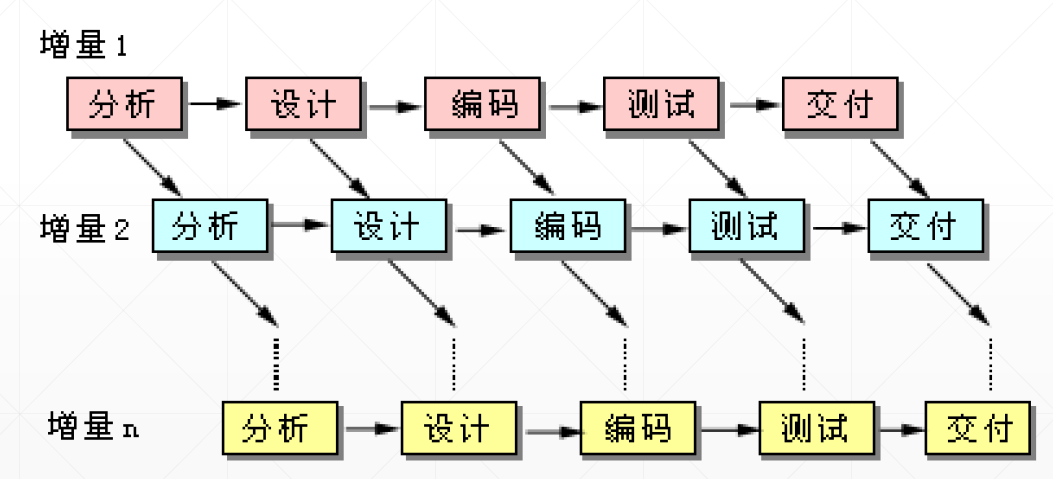 增量1
分析 设计 编码 测试 交付
增量2 分析 设计 编码 测试 交付
增量n 分析 设计 编码 测试 交付